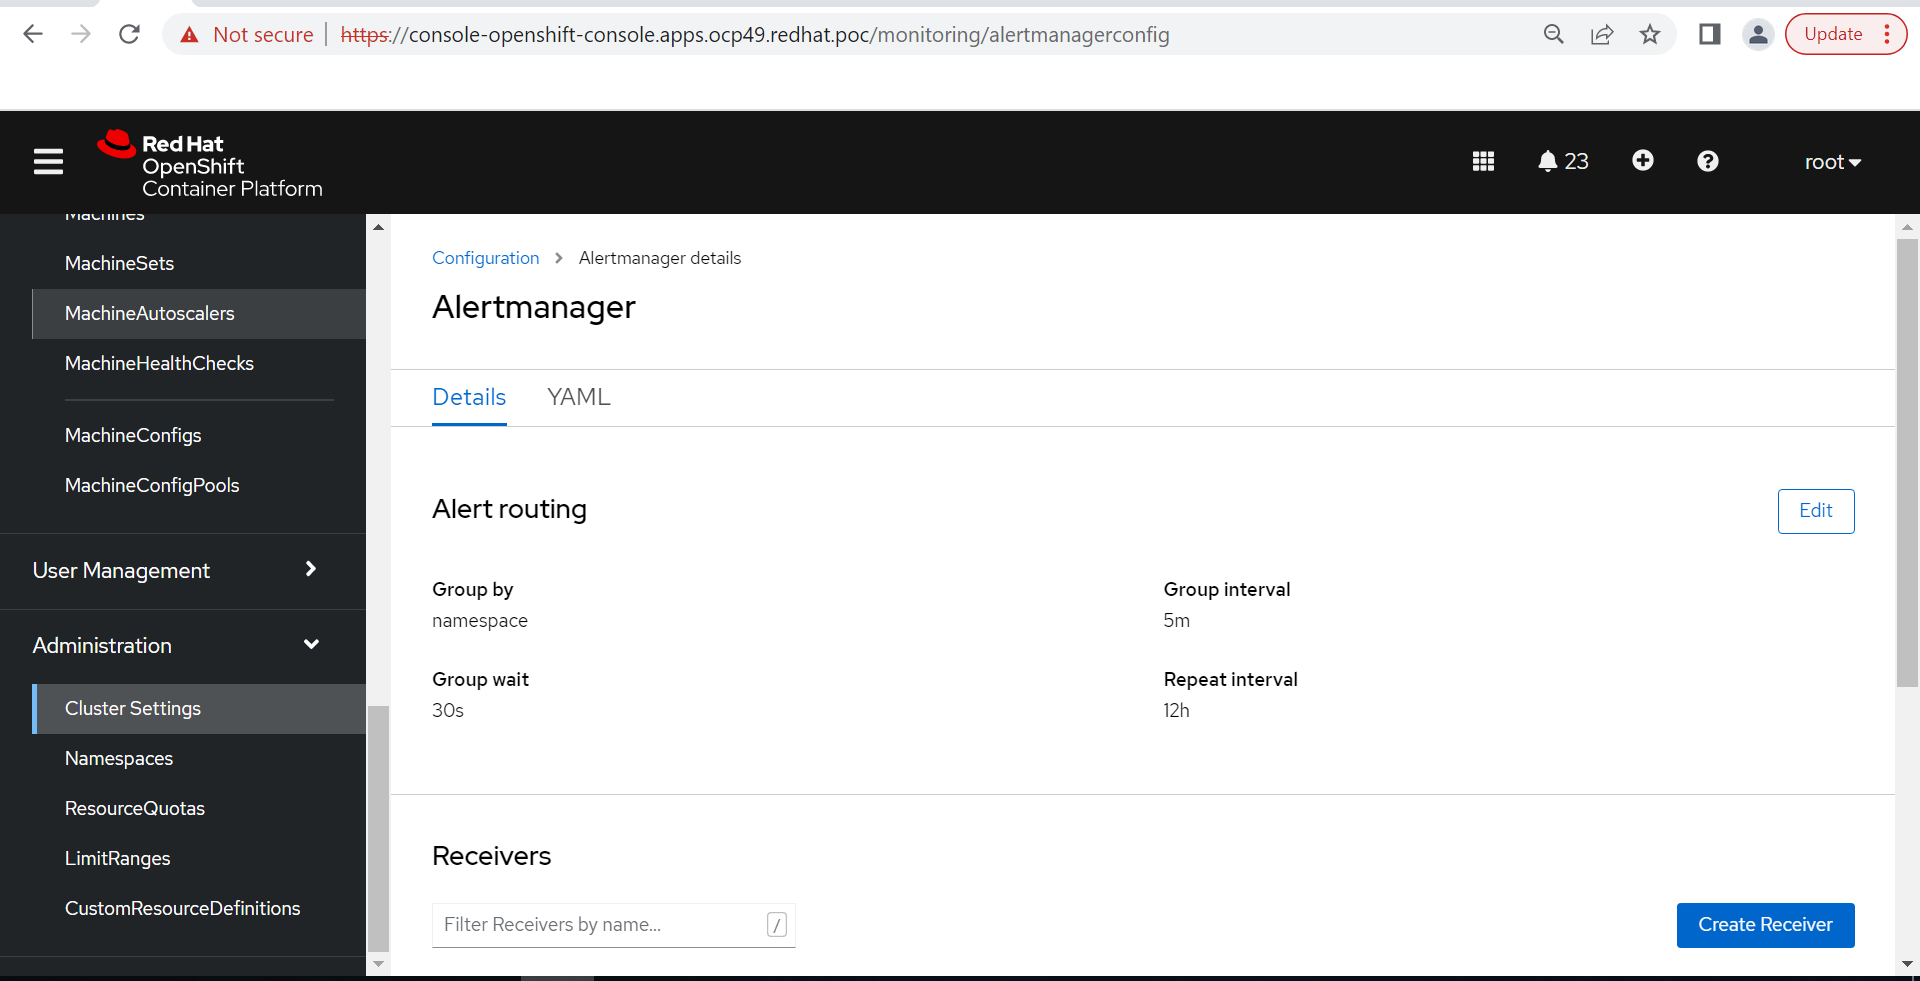 Not secure https://console-openshift-console.apps.ocp49.redhat.poc/monitoring/alertmanagerconfig Update
Red Hat
OpenShift
Container Platform
23
root
Machines
MachineSets
MachineAutoscalers
MachineHealthChecks
MachineConfigs
MachineConfigPools
User Management
Administration
Cluster Settings
Namespaces
ResourceQuotas
LimitRanges
CustomResourceDefinitions
Configuration > Alertmanager details
Alertmanager
Details YAML
Alert routing
Edit
Group by
namespace
Group interval
5m
Group wait
30s
Repeat interval
12h
Receivers
Filter Receivers by name... /
Create Receiver